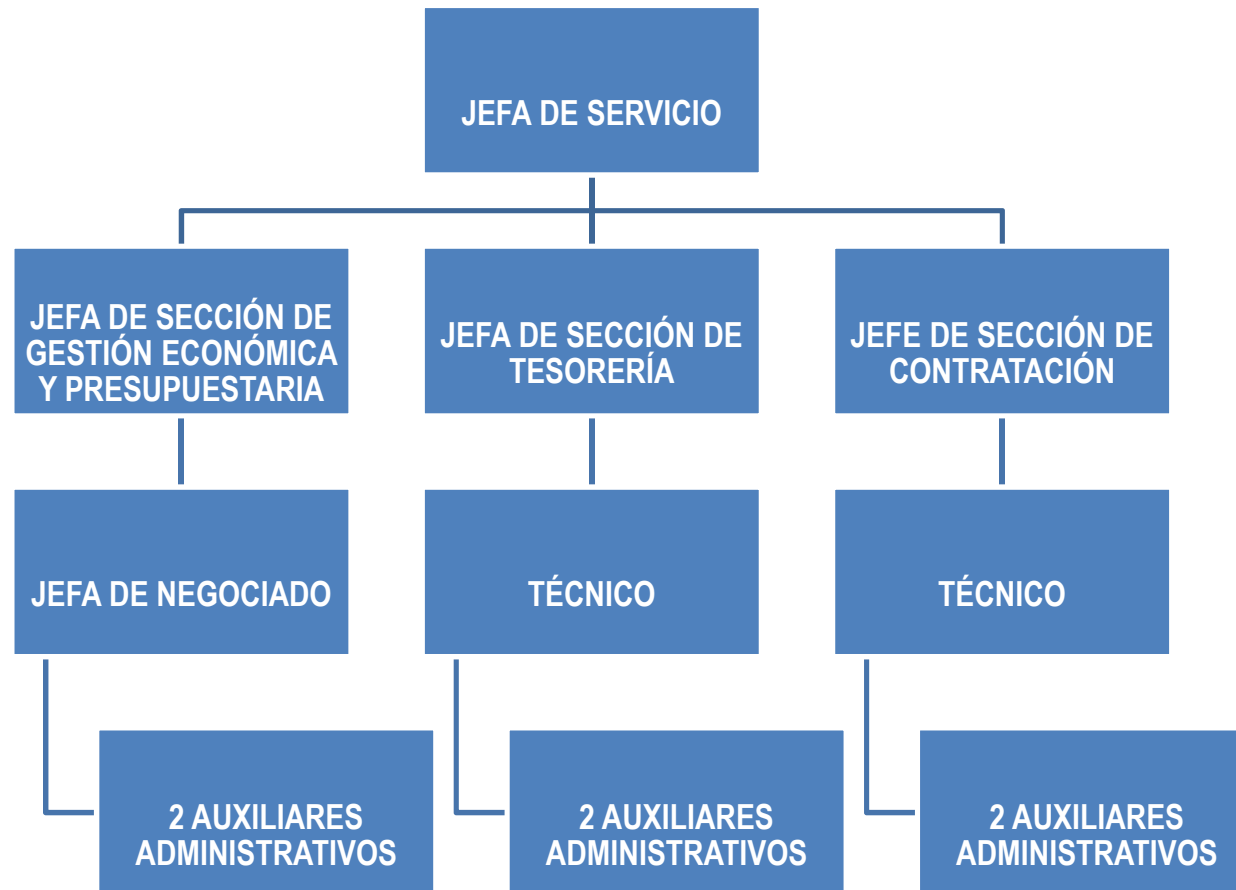 JEFA DE SERVICIO
JEFA DE SECCIÓN DE
GESTIÓN ECONÓMICA
Y PRESUPUESTARIA
JEFA DE SECCIÓN DE
TESORERÍA
JEFE DE SECCIÓN DE
CONTRATACIÓN
JEFA DE NEGOCIADO
TÉCNICO
TÉCNICO
2 AUXILIARES
ADMINISTRATIVOS
2 AUXILIARES
ADMINISTRATIVOS
2 AUXILIARES
ADMINISTRATIVOS